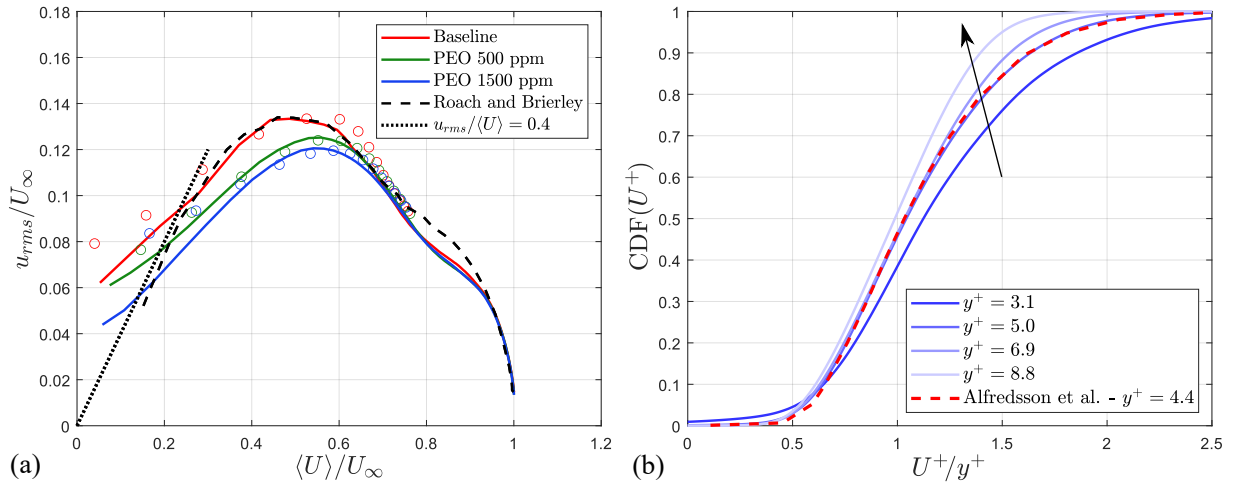 0.18
0.16
0.14
0.12
0.1
0.08
0.06
0.04
0.02
0
u_{rms}/U_∞
Baseline
PEO 500 ppm
PEO 1500 ppm
Roach and Brierley
u_{rms}/⟨U⟩ = 0.4
0 0.2 0.4 0.6 0.8 1 1.2
(a)
⟨U⟩/U_∞
1
0.9
0.8
0.7
0.6
0.5
0.4
0.3
0.2
0.1
0
CDF(U^+)
y^+ = 3.1
y^+ = 5.0
y^+ = 6.9
y^+ = 8.8
Alfredsson et al. - y^+ = 4.4
0 0.5 1 1.5 2 2.5
(b)
U^+/y^+